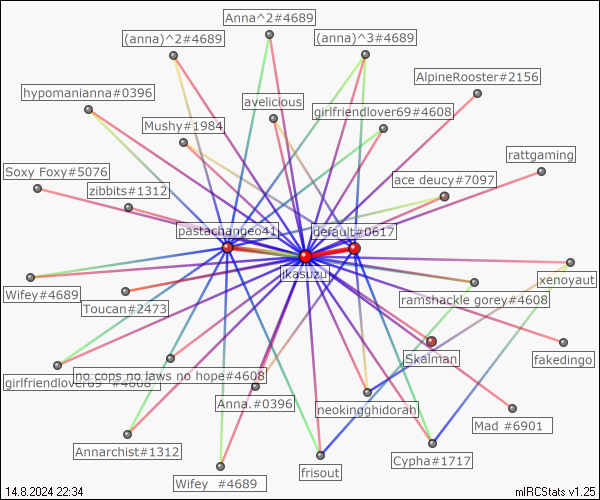 Anna^2#4689
(anna)^2#4689
(anna)^3#4689
AlpineRooster#2156
hypomanianna#0396
avelicious
girlfriendlover69#4608
Mushy#1984
rattgaming
Soxy Foxy#5076
zibbits#1312
ace deucy#7097
pastachangeo41
default#0617
ikasuzu
xenoyaut
Wifey#4689
Toucan#2473
ramshackle gorey#4608
Skaiman
fakedingo
girlfriendlover69 #4608
no cops no laws no hope#4608
Anna.#0396
neokingghidorah
Mad #6901
Annarchist#1312
Cypha#1717
Wifey #4689
frisout
14.8.2024 22:34
mIRCStats v1.25